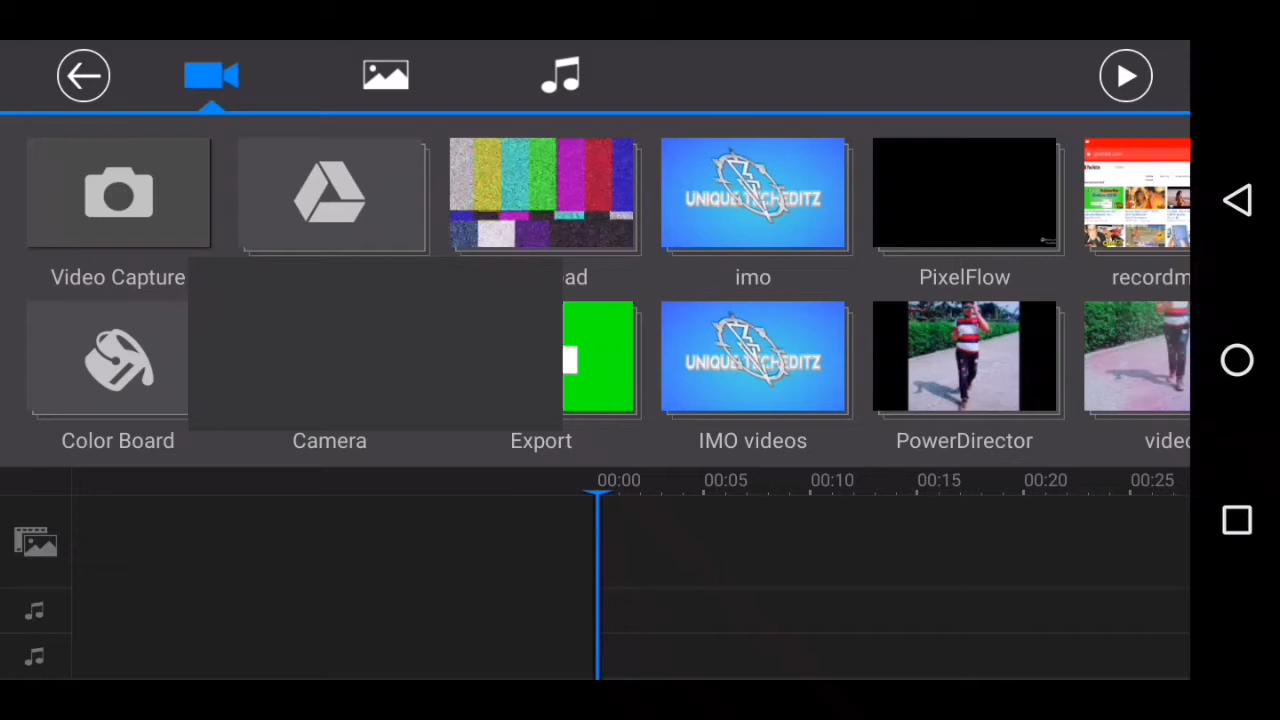 UNIQUETECHEDITZ
Video Capture
ad
imo
PixelFlow
recordm
UNIQUETECHEDITZ
Color Board
Camera
Export
IMO videos
PowerDirector
video
00:00
00:05
00:10
00:15
00:20
00:25